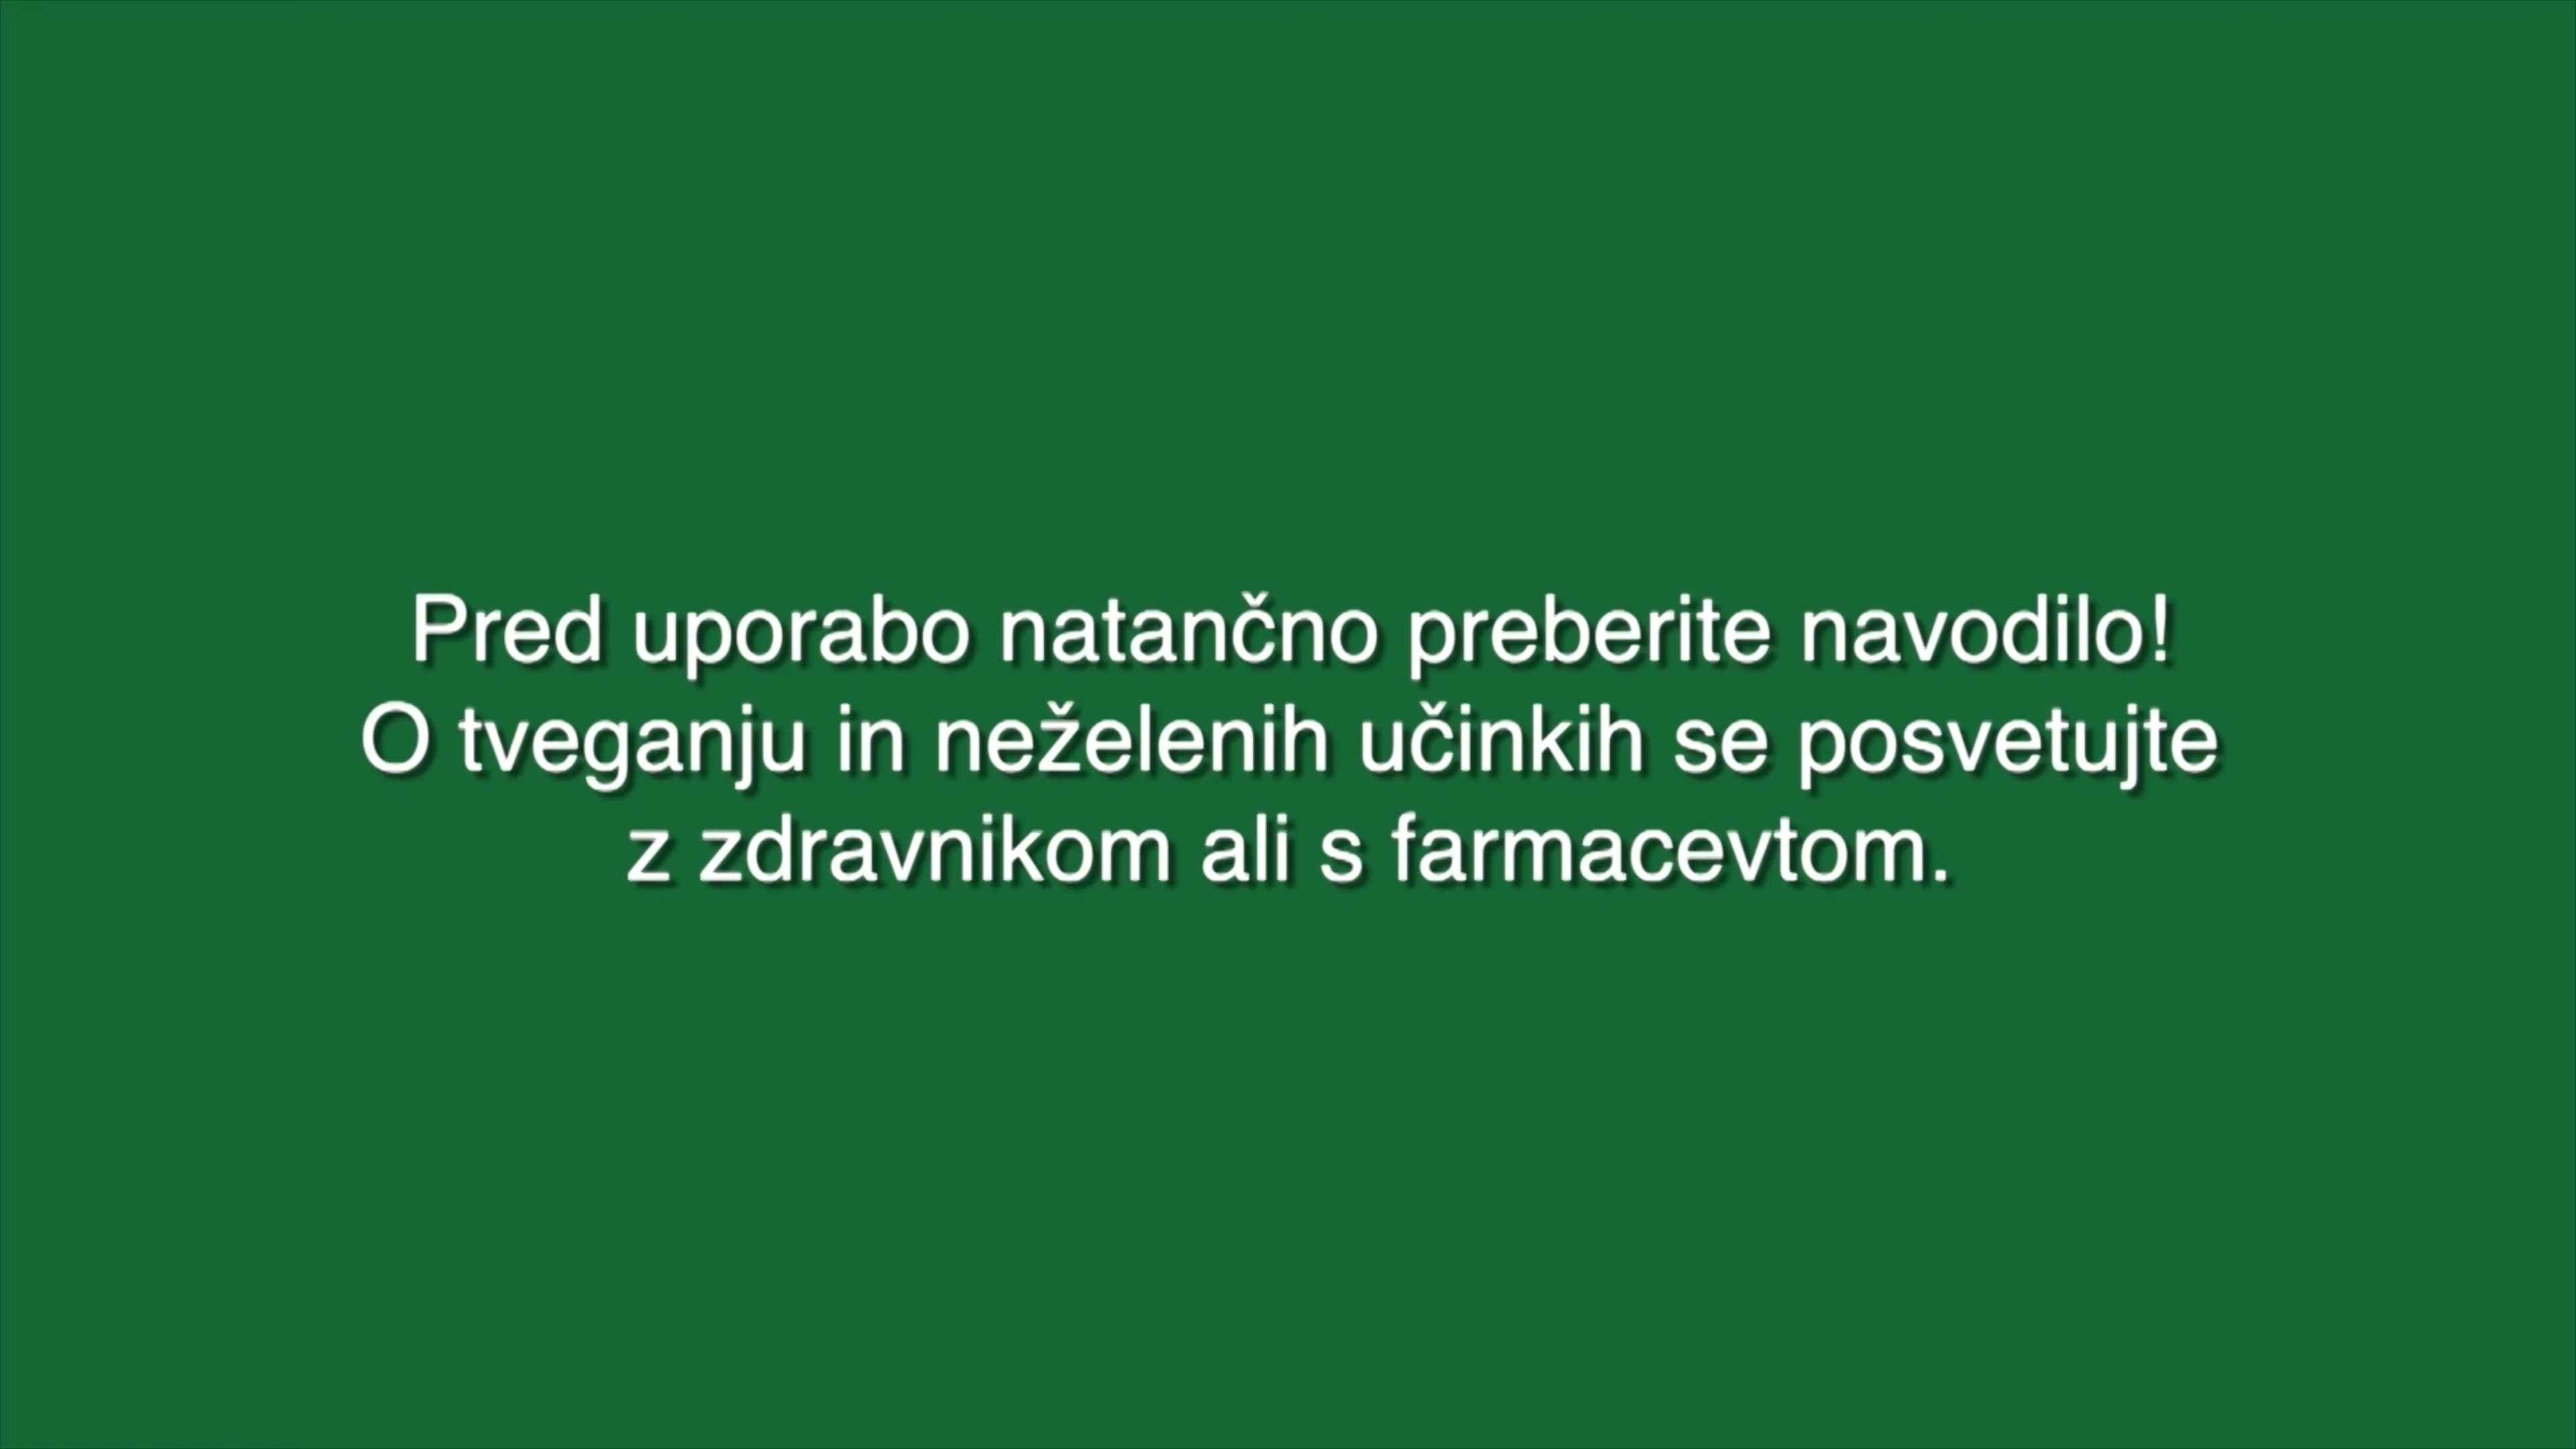 Pred uporabo natančno preberite navodilo!
O tveganju in neželenih učinkih se posvetujte
z zdravnikom ali s farmacevtom.